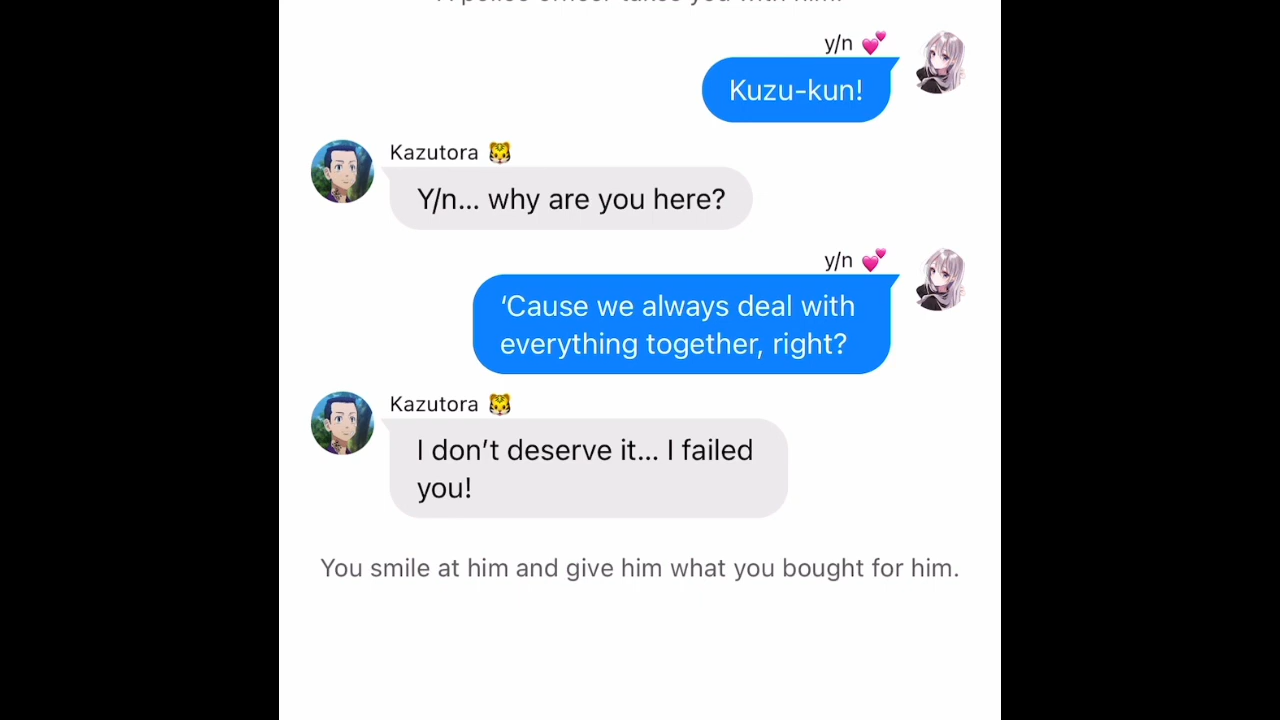 y/n 💕
Kuzu-kun!
Kazutora 🐯
Y/n... why are you here?
y/n 💕
‘Cause we always deal with
everything together, right?
Kazutora 🐯
I don’t deserve it... I failed
you!
You smile at him and give him what you bought for him.